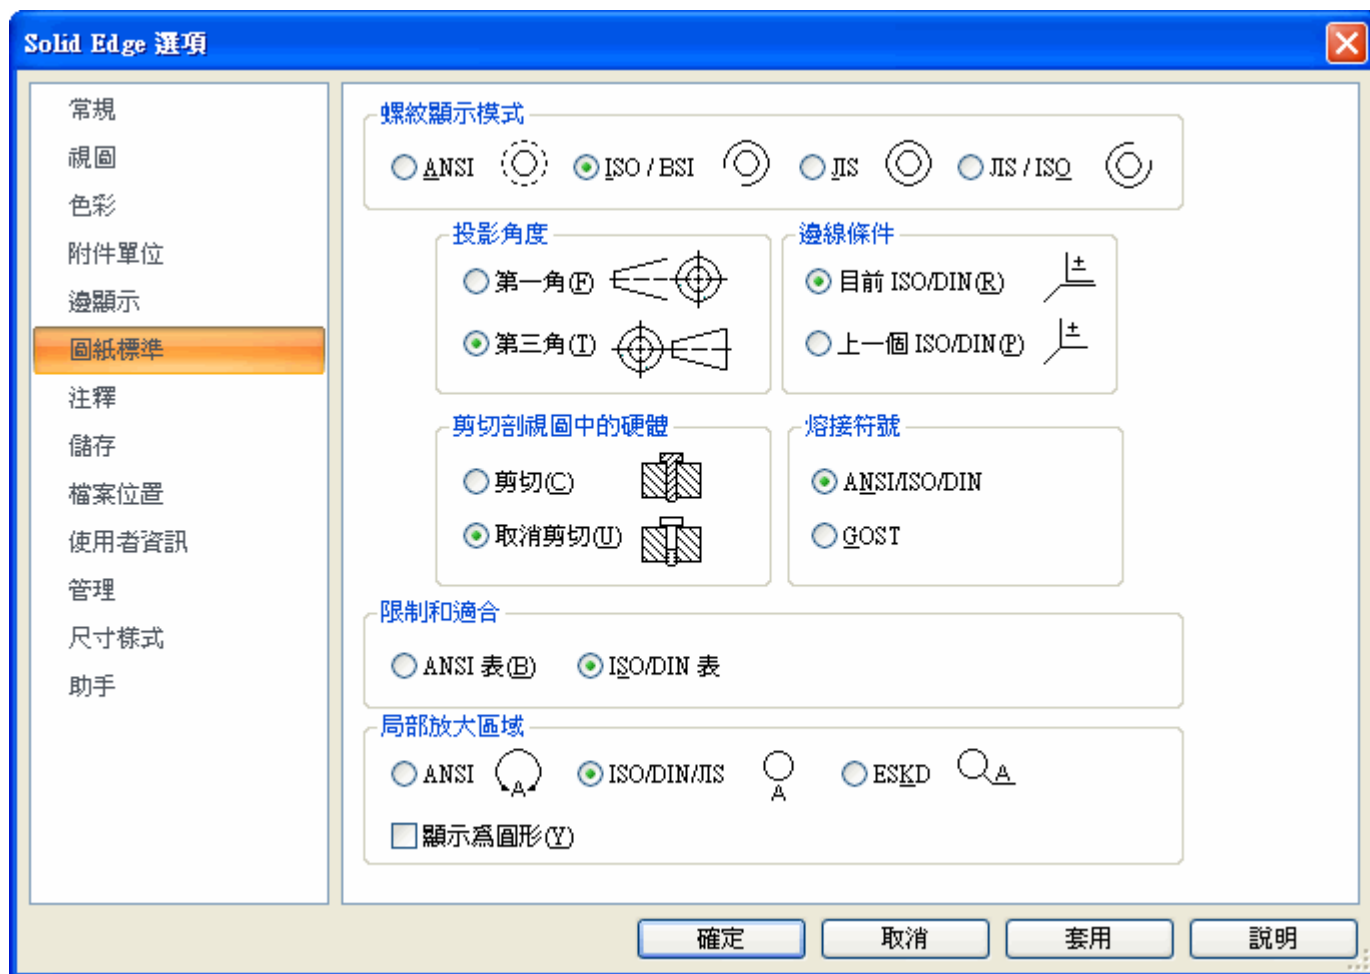 Solid Edge 選項
常規
視圖
色彩
附件單位
邊顯示
圖紙標準
注釋
儲存
檔案位置
使用者資訊
管理
尺寸樣式
助手
螺紋顯示模式
ANSI ISO / BSI JIS JIS / ISO
投影角度
第一角(F)
第三角(T)
邊線條件
目前 ISO/DIN(R) ±
上一個 ISO/DIN(P) ±
剪切剖視圖中的硬體
剪切(C)
取消剪切(U)
熔接符號
ANSI/ISO/DIN
GOST
限制和適合
ANSI 表(B) ISO/DIN 表
局部放大區域
ANSI A ISO/DIN/JIS A ESKD A
顯示為圓形(Y)
確定 取消 套用 說明